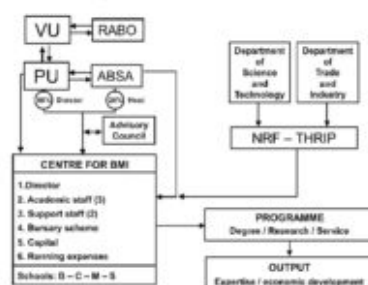 VU
RABO
PU
ABSA
Director
Advisory
Council
Department
of
Science
and
Technology
Department
of
Trade
and
Industry
NRF – THRIP
CENTRE FOR BMI
1.Director
2. Academic staff (3)
3. Support staff (2)
4. Bursary scheme
5. Capital
6. Running expenses
Schools: B – C – M – S
PROGRAMME
Degree / Research / Service
OUTPUT
Expertise / economic development